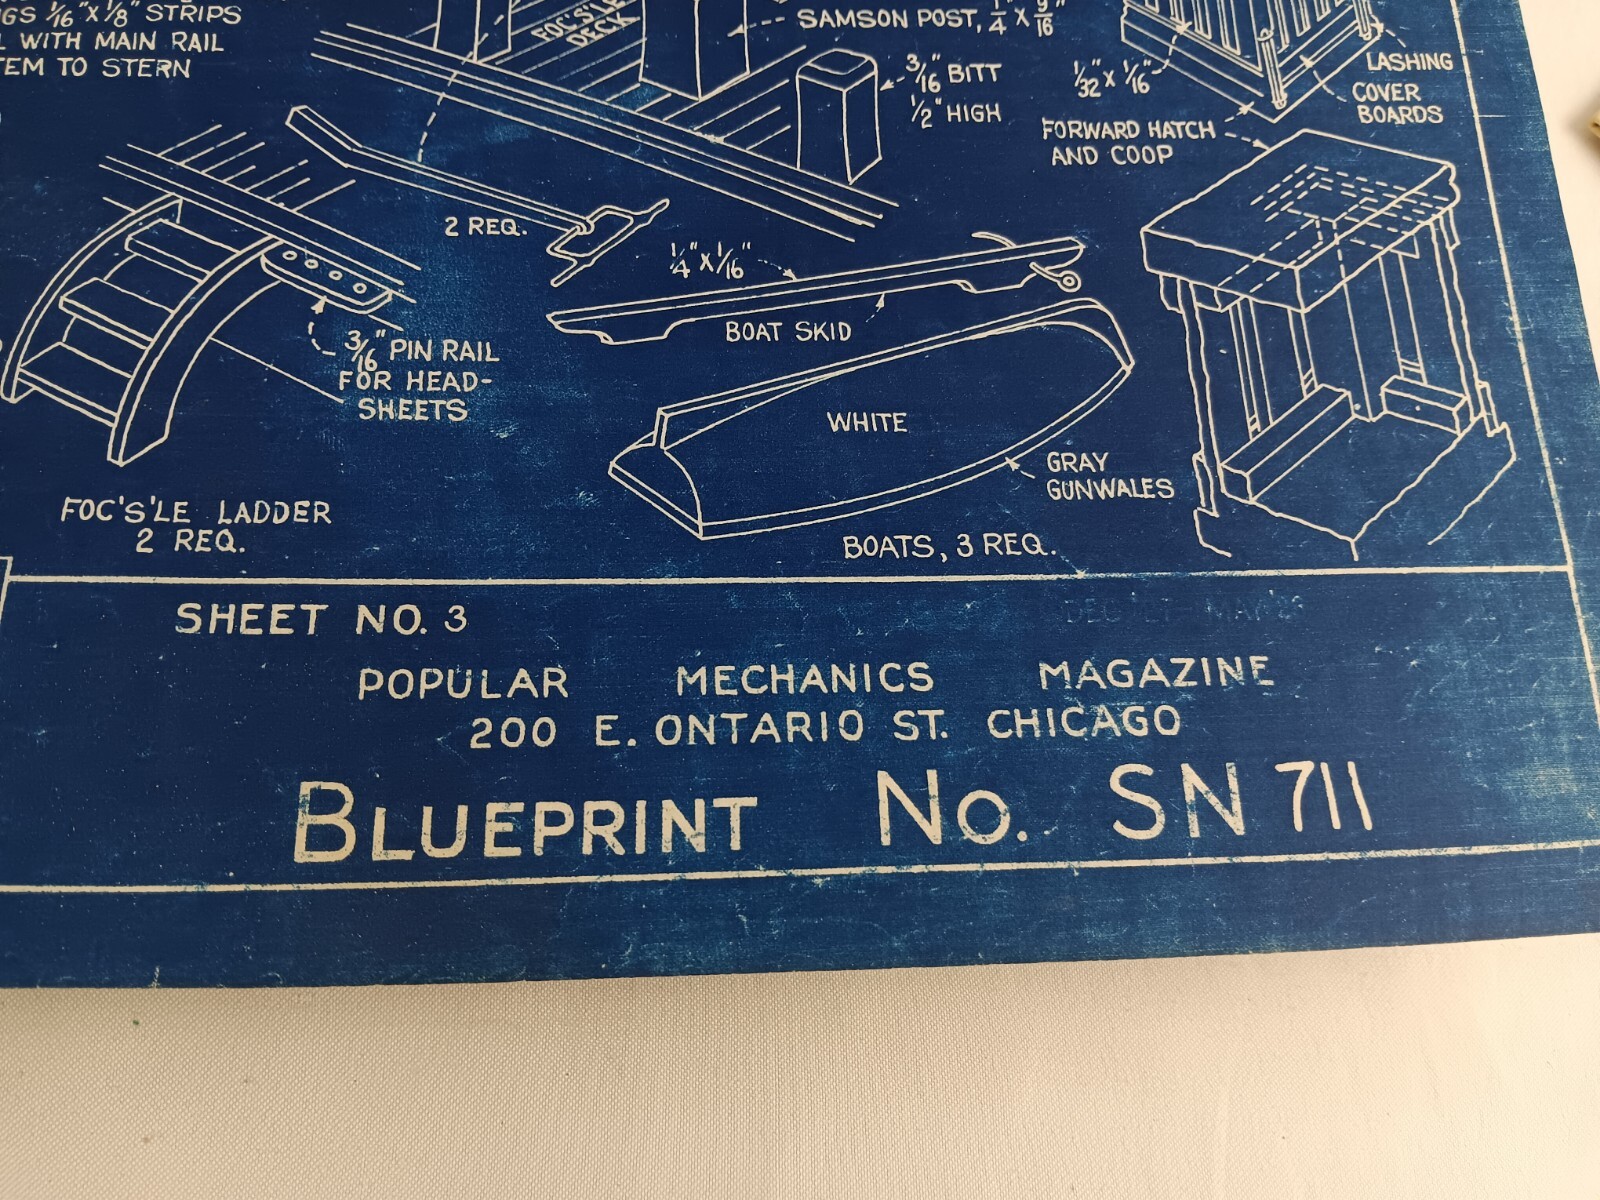 GS 1/16" X 1/8" STRIPS
WITH MAIN RAIL
TEM TO STERN
FOC'S'LE
DECK
SAMSON POST, 1/4 X 9/16"
3/16" BITT
1/2" HIGH
1/32" X 1/16"
LASHING
COVER
BOARDS
FORWARD HATCH
AND COOP
2 REQ.
1/4" X 1/16"
BOAT SKID
3/16" PIN RAIL
FOR HEAD-
SHEETS
WHITE
GRAY
GUNWALES
FOC'S'LE LADDER
2 REQ.
BOATS, 3 REQ.
SHEET NO. 3
POPULAR MECHANICS MAGAZINE
200 E. ONTARIO ST. CHICAGO
BLUEPRINT NO. SN 711